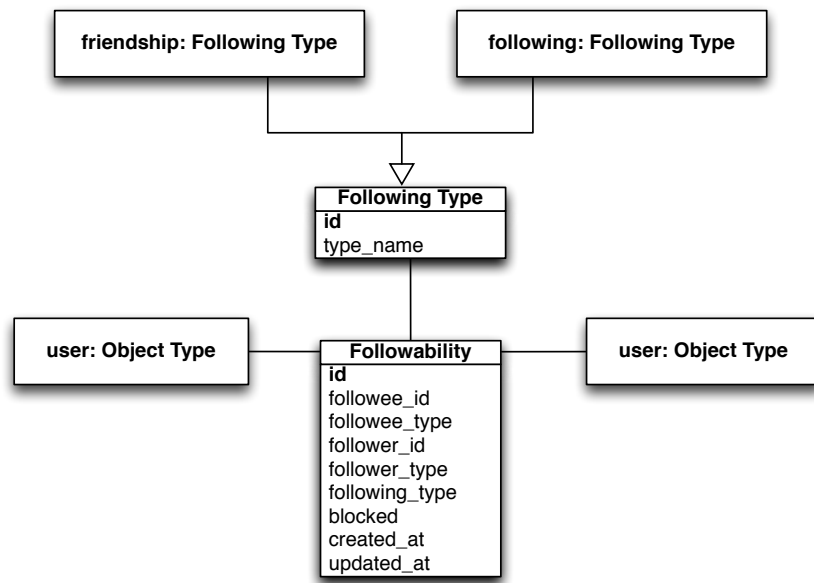 friendship: Following Type
following: Following Type
Following Type
id
type_name
user: Object Type
Followability
id
followee_id
followee_type
follower_id
follower_type
following_type
blocked
created_at
updated_at
user: Object Type